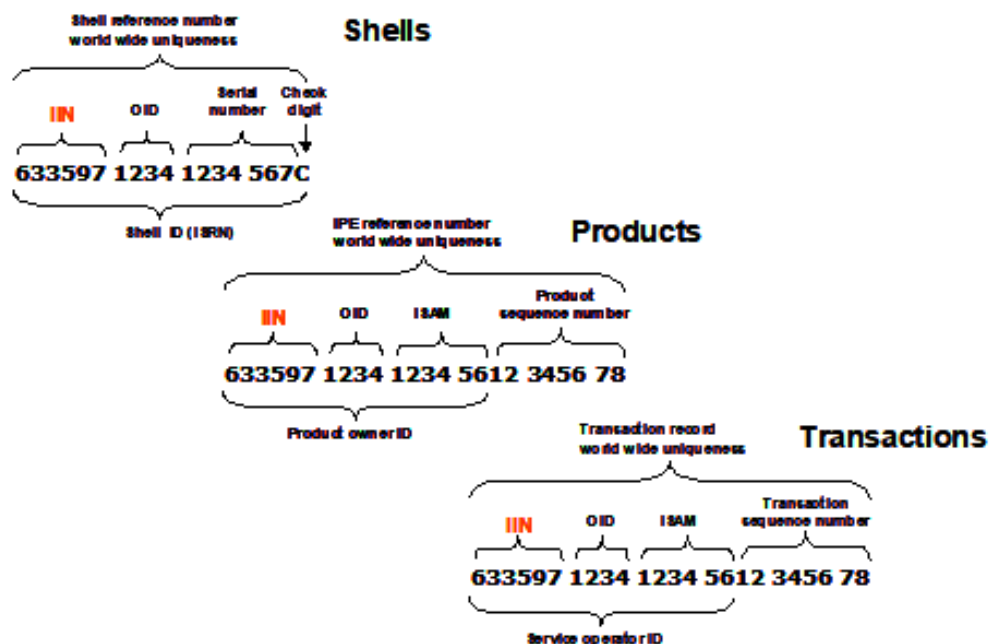 Shell reference number
world wide uniqueness
Shells
IIN
OID
Serial
number
Check
digit
633597 1234 1234 567C
Shell ID (ISRN)
IPE reference number
world wide uniqueness
Products
IIN
OID
ISAM
Product
sequence number
633597 1234 1234 5612 3456 78
Product owner ID
Transaction record
world wide uniqueness
Transactions
IIN
OID
ISAM
Transaction
sequence number
633597 1234 1234 5612 3456 78
Service operator ID